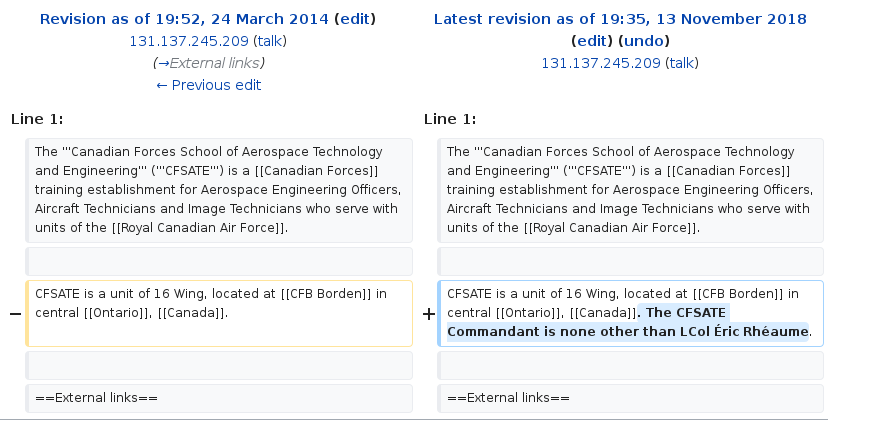 Revision as of 19:52, 24 March 2014 (edit)
131.137.245.209 (talk)
(→External links)
← Previous edit
Latest revision as of 19:35, 13 November 2018
(edit) (undo)
131.137.245.209 (talk)
Line 1:
Line 1:
The '''Canadian Forces School of Aerospace Technology
and Engineering''' ('''CFSATE''') is a [[Canadian Forces]]
training establishment for Aerospace Engineering Officers,
Aircraft Technicians and Image Technicians who serve with
units of the [[Royal Canadian Air Force]].
The '''Canadian Forces School of Aerospace Technology
and Engineering''' ('''CFSATE''') is a [[Canadian Forces]]
training establishment for Aerospace Engineering Officers,
Aircraft Technicians and Image Technicians who serve with
units of the [[Royal Canadian Air Force]].
− CFSATE is a unit of 16 Wing, located at [[CFB Borden]] in
central [[Ontario]], [[Canada]].
+ CFSATE is a unit of 16 Wing, located at [[CFB Borden]] in
central [[Ontario]], [[Canada]]. The CFSATE
Commandant is none other than LCol Éric Rhéaume.
==External links==
==External links==